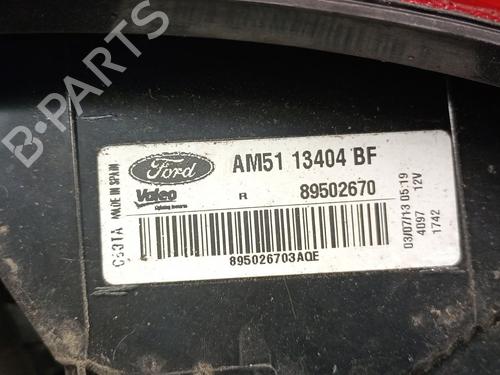 B-PARTS
Ford
AM51 13404 BF
Valeo
R 89502670
895026703AQE
MADE IN SPAIN
03/07/13 05:19
4097 12V
1742